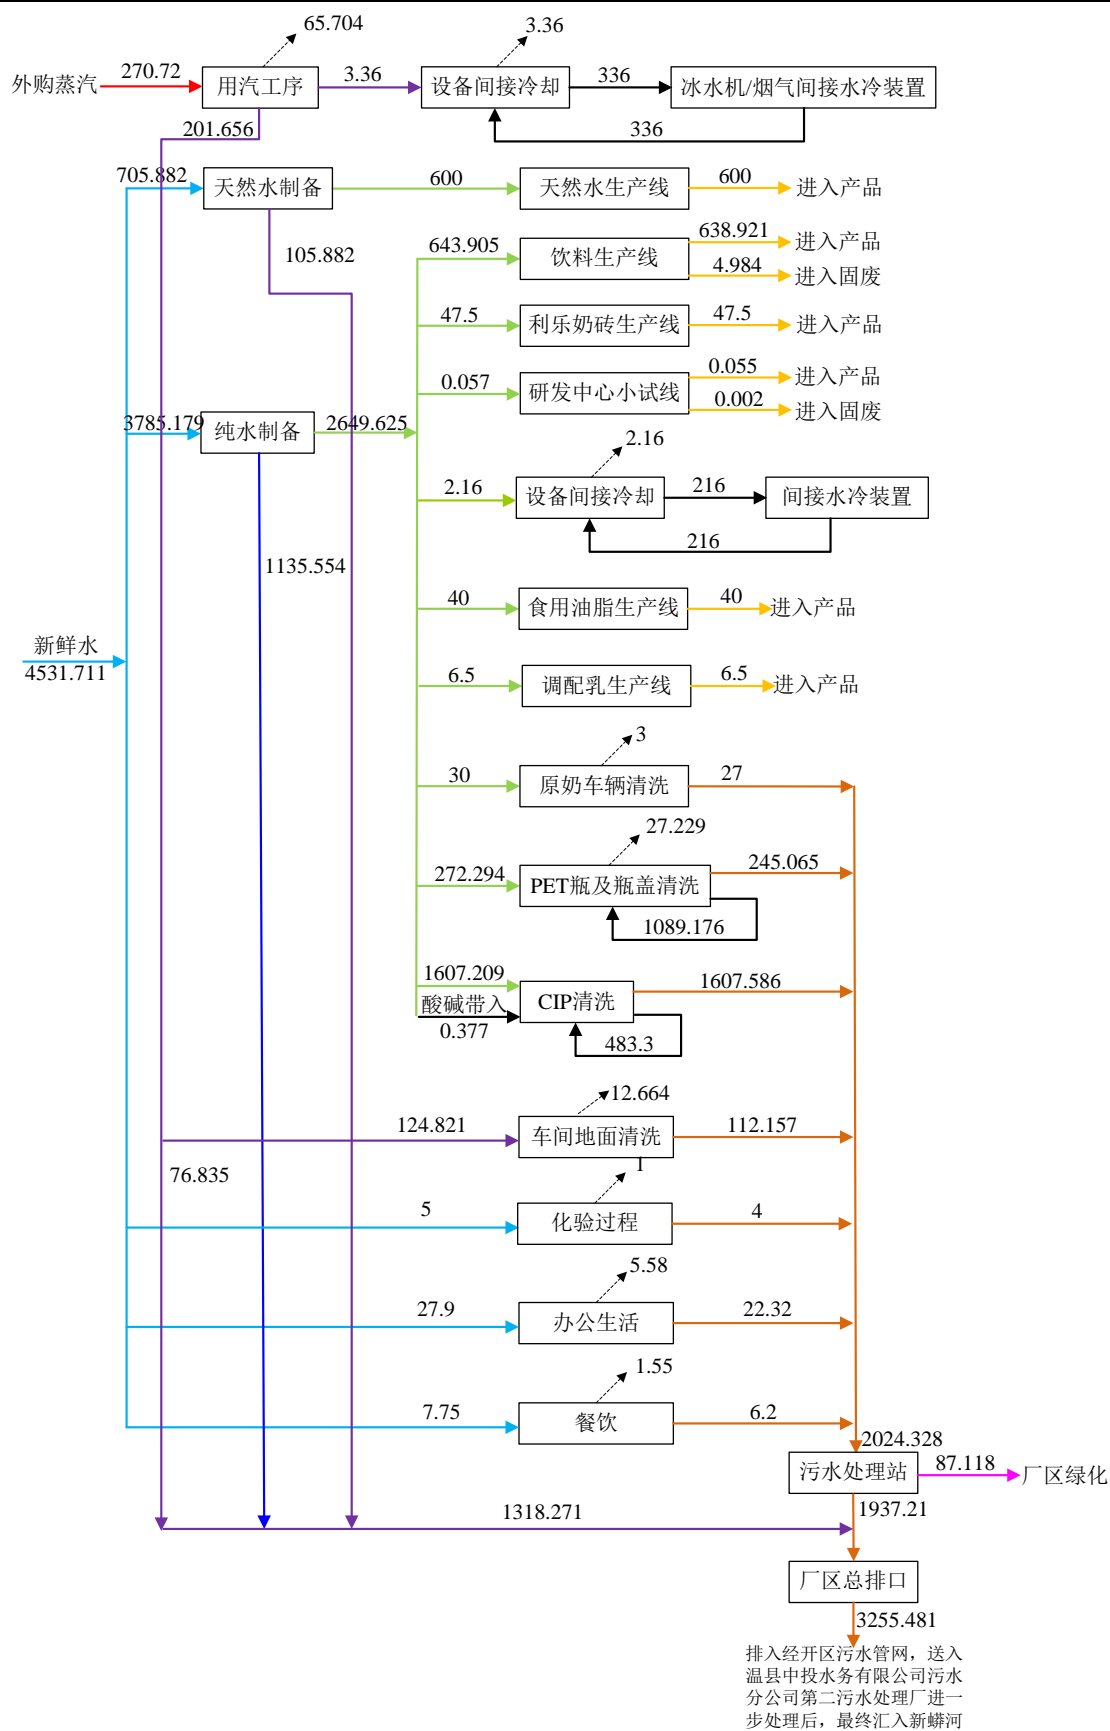 65.704
3.36
外购蒸汽
270.72
用汽工序
3.36
设备间接冷却
336
冰水机/烟气间接水冷装置
201.656
336
705.882
天然水制备
600
天然水生产线
600
进入产品
105.882
643.905
饮料生产线
638.921
进入产品
4.984
进入固废
47.5
利乐奶砖生产线
47.5
进入产品
0.057
研发中心小试线
0.055
进入产品
0.002
进入固废
3785.179
纯水制备
2649.625
2.16
2.16
设备间接冷却
216
间接水冷装置
216
1135.554
40
食用油脂生产线
40
进入产品
新鲜水
4531.711
6.5
调配乳生产线
6.5
进入产品
3
30
原奶车辆清洗
27
27.229
272.294
PET瓶及瓶盖清洗
245.065
1089.176
1607.209
酸碱带入
0.377
CIP清洗
1607.586
483.3
12.664
124.821
车间地面清洗
112.157
76.835
1
5
化验过程
4
5.58
27.9
办公生活
22.32
1.55
7.75
餐饮
6.2
2024.328
污水处理站
87.118
厂区绿化
1937.21
1318.271
厂区总排口
3255.481
排入经开区污水管网，送入
温县中投水务有限公司污水
分公司第二污水处理厂进一
步处理后，最终汇入新蟒河